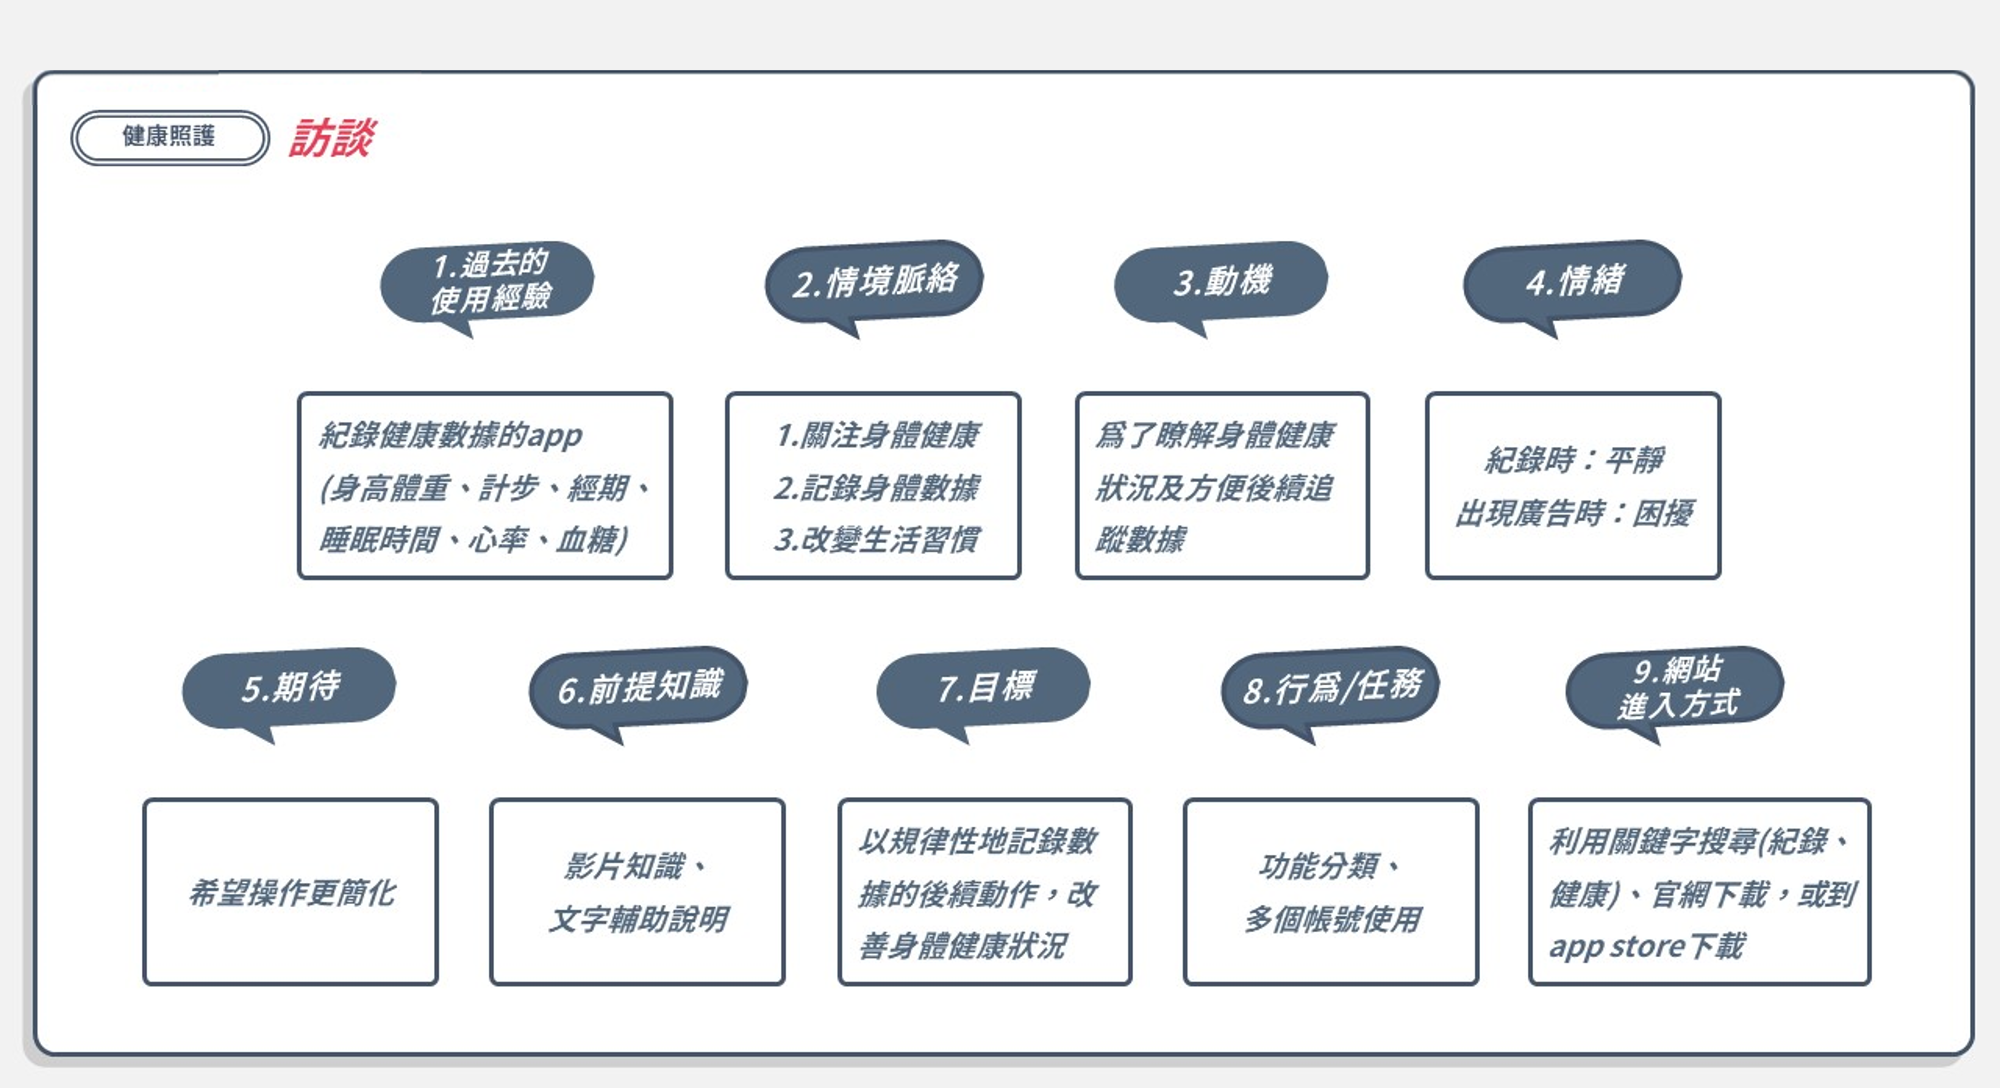 健康照護
訪談
1.過去的
使用經驗
2.情境脈絡
3.動機
4.情緒
紀錄健康數據的app
(身高體重、計步、經期、
睡眠時間、心率、血糖)
1.關注身體健康
2.記錄身體數據
3.改變生活習慣
為了瞭解身體健康
狀況及方便後續追
蹤數據
紀錄時：平靜
出現廣告時：困擾
5.期待
6.前提知識
7.目標
8.行為/任務
9.網站
進入方式
希望操作更簡化
影片知識、
文字輔助說明
以規律性地記錄數
據的後續動作，改
善身體健康狀況
功能分類、
多個帳號使用
利用關鍵字搜尋(紀錄、
健康)、官網下載，或到
app store下載